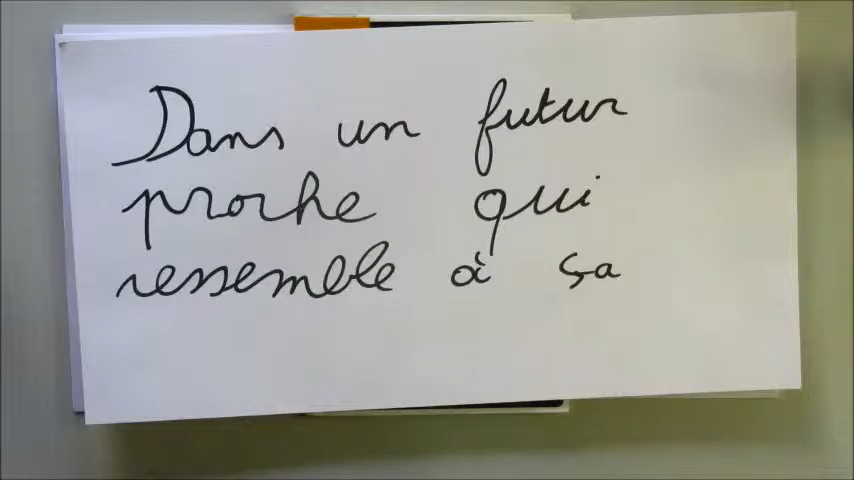 Dans un futur
proche qui
ressemble à ça